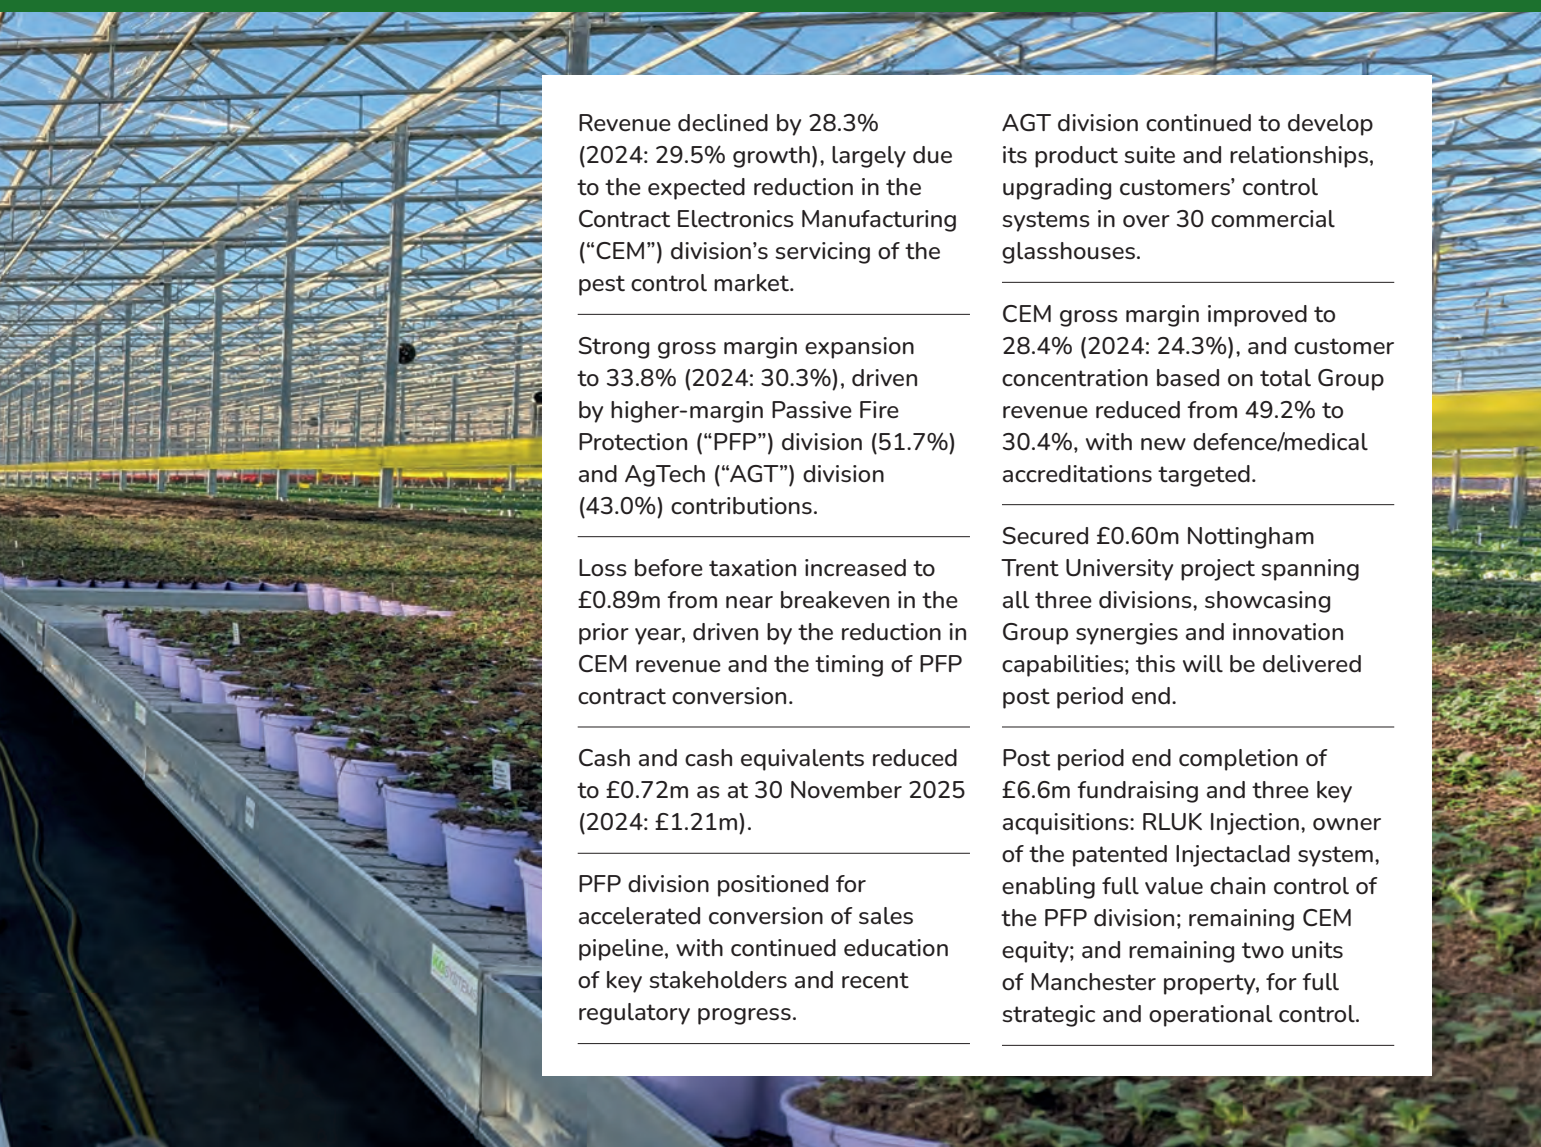 Revenue declined by 28.3%
(2024: 29.5% growth), largely due
to the expected reduction in the
Contract Electronics Manufacturing
(“CEM”) division’s servicing of the
pest control market.
Strong gross margin expansion
to 33.8% (2024: 30.3%), driven
by higher-margin Passive Fire
Protection (“PFP”) division (51.7%)
and AgTech (“AGT”) division
(43.0%) contributions.
Loss before taxation increased to
£0.89m from near breakeven in the
prior year, driven by the reduction in
CEM revenue and the timing of PFP
contract conversion.
Cash and cash equivalents reduced
to £0.72m as at 30 November 2025
(2024: £1.21m).
PFP division positioned for
accelerated conversion of sales
pipeline, with continued education
of key stakeholders and recent
regulatory progress.
AGT division continued to develop
its product suite and relationships,
upgrading customers’ control
systems in over 30 commercial
glasshouses.
CEM gross margin improved to
28.4% (2024: 24.3%), and customer
concentration based on total Group
revenue reduced from 49.2% to
30.4%, with new defence/medical
accreditations targeted.
Secured £0.60m Nottingham
Trent University project spanning
all three divisions, showcasing
Group synergies and innovation
capabilities; this will be delivered
post period end.
Post period end completion of
£6.6m fundraising and three key
acquisitions: RLUK Injection, owner
of the patented Injectaclad system,
enabling full value chain control of
the PFP division; remaining CEM
equity; and remaining two units
of Manchester property, for full
strategic and operational control.